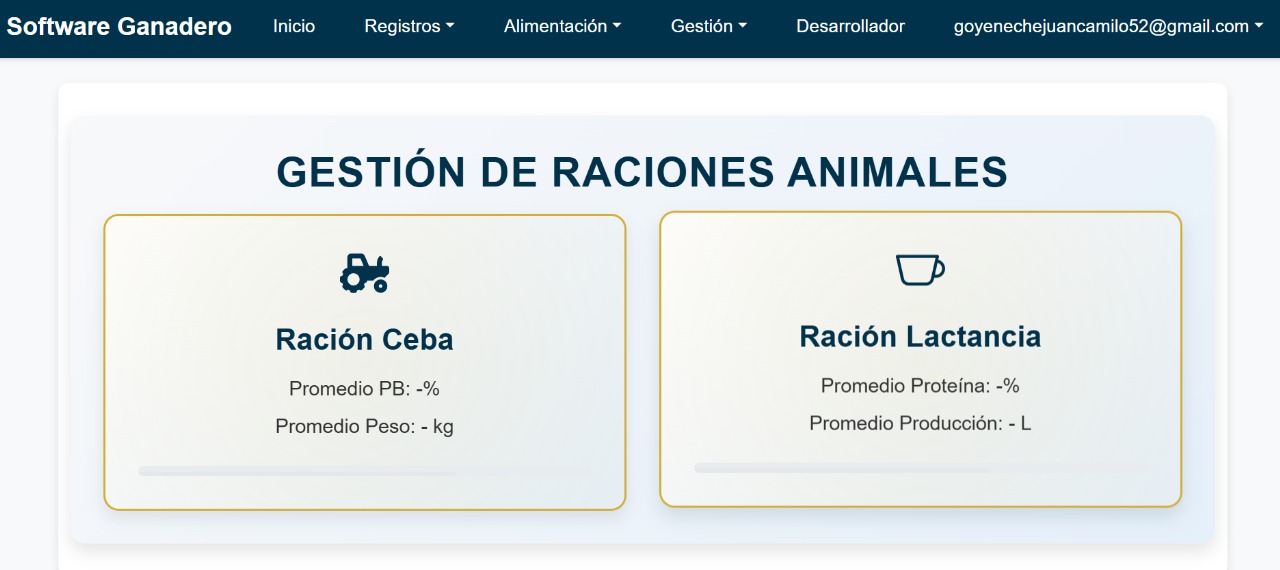 Software Ganadero Inicio Registros Alimentación Gestión Desarrollador goyenechejuancamilo52@gmail.com
GESTIÓN DE RACIONES ANIMALES
Ración Ceba
Promedio PB: -%
Promedio Peso: - kg
Ración Lactancia
Promedio Proteína: -%
Promedio Producción: - L